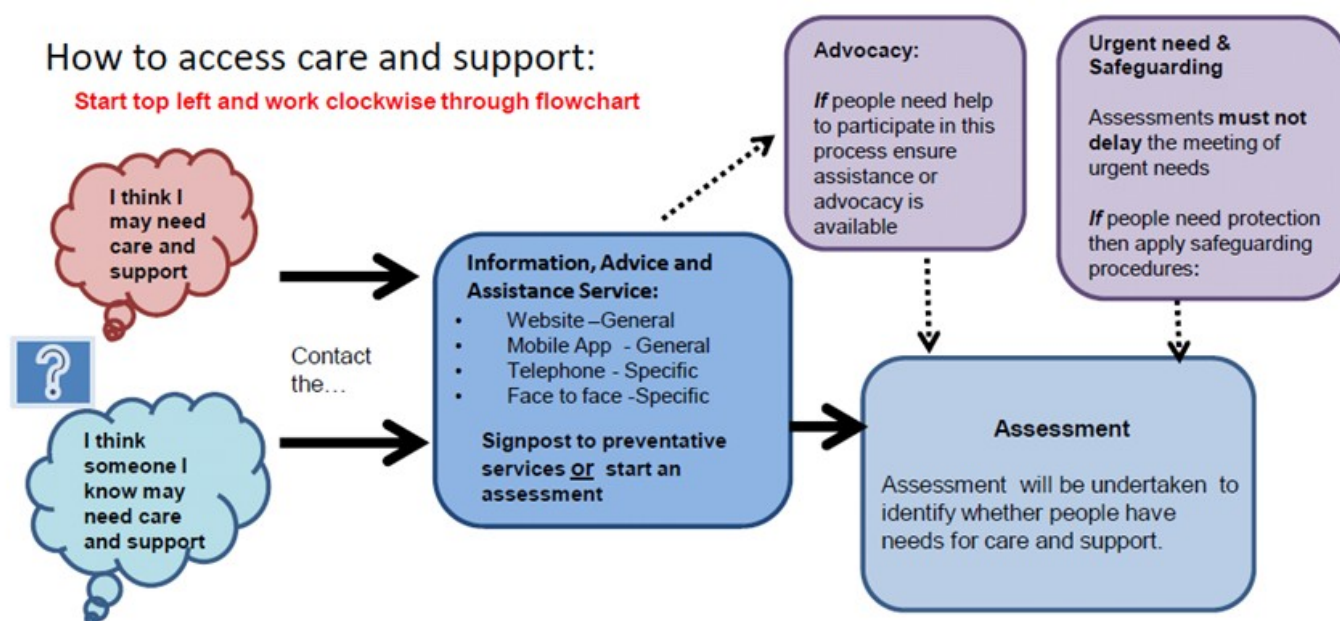 How to access care and support:
Start top left and work clockwise through flowchart
I think I
may need
care and
support
?
I think
someone I
know may
need care
and support
Contact
the…
Information, Advice and
Assistance Service:
• Website –General
• Mobile App - General
• Telephone - Specific
• Face to face -Specific
Signpost to preventative
services or start an
assessment
Advocacy:
If people need help
to participate in this
process ensure
assistance or
advocacy is
available
Urgent need &
Safeguarding
Assessments must not
delay the meeting of
urgent needs
If people need protection
then apply safeguarding
procedures:
Assessment
Assessment will be undertaken to
identify whether people have
needs for care and support.